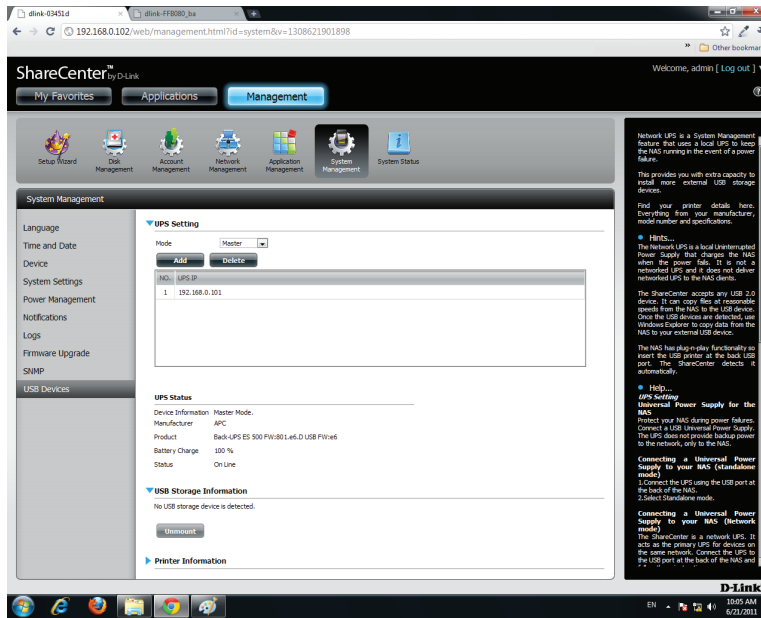 dlink-03451d
dlink-FFB080_ba
192.168.0.102/web/management.html?id=system&v=1308621901898
» Other bookmar
ShareCenter™ by D-Link
Welcome, admin [ Log out ]
My Favorites
Applications
Management
Setup Wizard
Disk Management
Account Management
Network Management
Application Management
System Management
System Status
System Management
Language
Time and Date
Device
System Settings
Power Management
Notifications
Logs
Firmware Upgrade
SNMP
USB Devices
UPS Setting
Mode Master
Add Delete
NO. UPS IP
1 192.168.0.101
UPS Status
Device Information Master Mode.
Manufacturer APC
Product Back-UPS ES 500 FW:801.e6.D USB FW:e6
Battery Charge 100 %
Status On Line
USB Storage Information
No USB storage device is detected.
Unmount
Printer Information
Network UPS is a System Management
feature that uses a local UPS to keep
the NAS running in the event of a power
failure.
This provides you with extra capacity to
install more external USB storage
devices.
Find your printer details here.
Everything from your manufacturer,
model number and specifications.
Hints...
The Network UPS is a local Uninterrupted
Power Supply that charges the NAS
when the power fails. It is not a
networked UPS and it does not deliver
networked UPS to the NAS clients.
The ShareCenter accepts any USB 2.0
device. It can copy files at reasonable
speeds from the NAS to the USB device.
Once the USB devices are detected, use
Windows Explorer to copy data from the
NAS to your external USB device.
The NAS has plug-n-play functionality so
insert the USB printer at the back USB
port. The ShareCenter detects it
automatically.
Help...
UPS Setting
Universal Power Supply for the
NAS
Protect your NAS during power failures.
Connect a USB Universal Power Supply.
The UPS does not provide backup power
to the network, only to the NAS.
Connecting a Universal Power
Supply to your NAS (standalone
mode)
1.Connect the UPS using the USB port at
the back of the NAS.
2.Select Standalone mode.
Connecting a Universal Power
Supply to your NAS (Network
mode)
The ShareCenter is a network UPS. It
acts as the primary UPS for devices on
the same network. Connect the UPS to
the USB port at the back of the NAS and
D-Link
EN
10:05 AM
6/21/2011